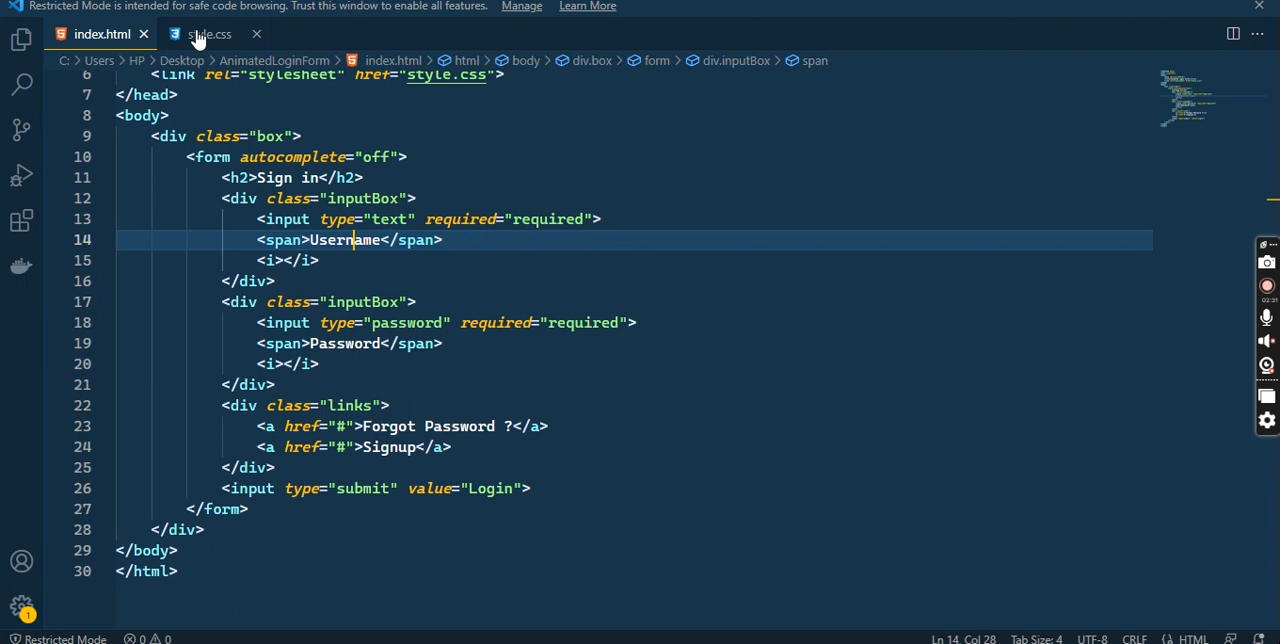 Restricted Mode is intended for safe code browsing. Trust this window to enable all features. Manage Learn More
index.html style.css
C: > Users > HP > Desktop > AnimatedLoginForm > index.html > html > body > div.box > form > div.inputBox > span
6 <link rel="stylesheet" href="style.css">
7 </head>
8 <body>
9 <div class="box">
10 <form autocomplete="off">
11 <h2>Sign in</h2>
12 <div class="inputBox">
13 <input type="text" required="required">
14 <span>Username</span>
15 <i></i>
16 </div>
17 <div class="inputBox">
18 <input type="password" required="required">
19 <span>Password</span>
20 <i></i>
21 </div>
22 <div class="links">
23 <a href="#">Forgot Password ?</a>
24 <a href="#">Signup</a>
25 </div>
26 <input type="submit" value="Login">
27 </form>
28 </div>
29 </body>
30 </html>
02:31
1
Restricted Mode 0 0 Ln 14, Col 28 Tab Size: 4 UTF-8 CRLF {} HTML